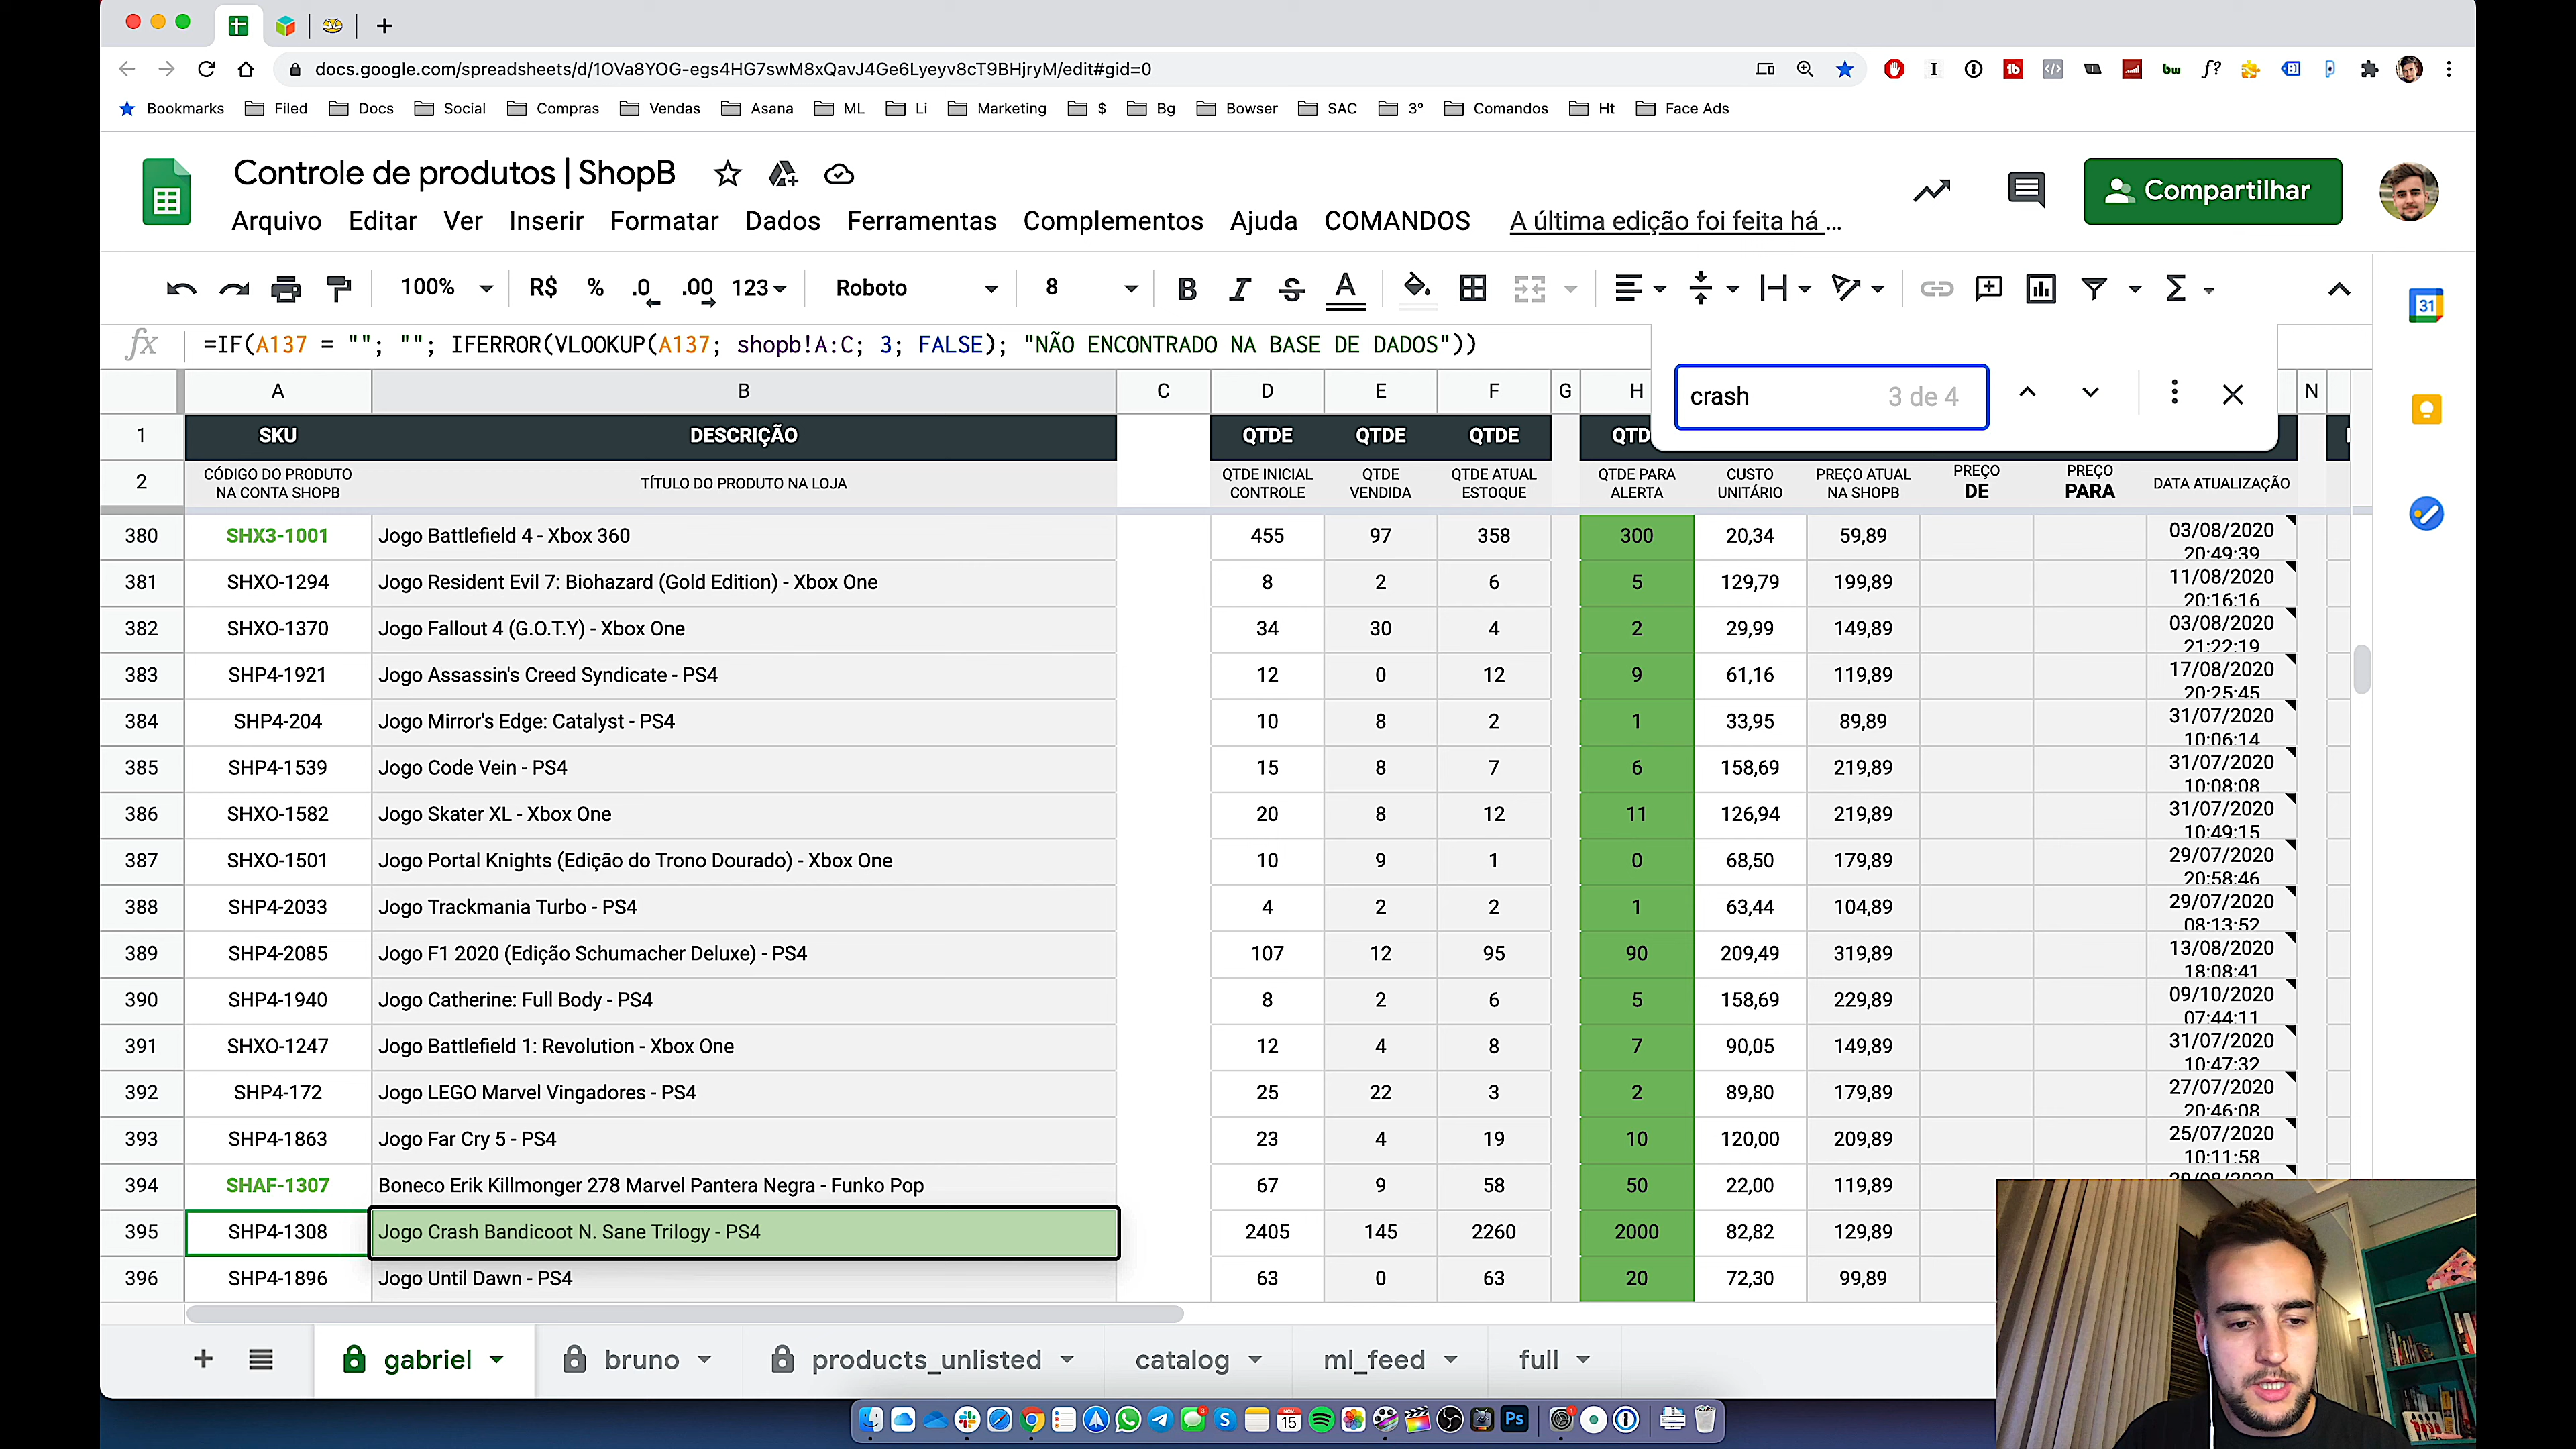 docs.google.com/spreadsheets/d/1OVa8YOG-egs4HG7swM8xQavJ4Ge6Lyeyv8cT9BHjryM/edit#gid=0
Bookmarks Filed Docs Social Compras Vendas Asana ML Li Marketing $ Bg Bowser SAC 3º Comandos Ht Face Ads
Controle de produtos | ShopB
Compartilhar
Arquivo Editar Ver Inserir Formatar Dados Ferramentas Complementos Ajuda COMANDOS A última edição foi feita há ...
100% R$ % .0 .00 123 Roboto 8 B I S A
fx =IF(A137 = ""; ""; IFERROR(VLOOKUP(A137; shopb!A:C; 3; FALSE); "NÃO ENCONTRADO NA BASE DE DADOS"))
crash 3 de 4
A B C D E F G H N
1 SKU DESCRIÇÃO QTDE QTDE QTDE
2 CÓDIGO DO PRODUTO NA CONTA SHOPB TÍTULO DO PRODUTO NA LOJA QTDE INICIAL CONTROLE QTDE VENDIDA QTDE ATUAL ESTOQUE QTDE PARA ALERTA CUSTO UNITÁRIO PREÇO ATUAL NA SHOPB PREÇO DE PREÇO PARA DATA ATUALIZAÇÃO
380 SHX3-1001 Jogo Battlefield 4 - Xbox 360 455 97 358 300 20,34 59,89 03/08/2020 20:49:39
381 SHXO-1294 Jogo Resident Evil 7: Biohazard (Gold Edition) - Xbox One 8 2 6 5 129,79 199,89 11/08/2020 20:16:16
382 SHXO-1370 Jogo Fallout 4 (G.O.T.Y) - Xbox One 34 30 4 2 29,99 149,89 03/08/2020 21:22:19
383 SHP4-1921 Jogo Assassin's Creed Syndicate - PS4 12 0 12 9 61,16 119,89 17/08/2020 20:25:45
384 SHP4-204 Jogo Mirror's Edge: Catalyst - PS4 10 8 2 1 33,95 89,89 31/07/2020 10:06:14
385 SHP4-1539 Jogo Code Vein - PS4 15 8 7 6 158,69 219,89 31/07/2020 10:08:08
386 SHXO-1582 Jogo Skater XL - Xbox One 20 8 12 11 126,94 219,89 31/07/2020 10:49:15
387 SHXO-1501 Jogo Portal Knights (Edição do Trono Dourado) - Xbox One 10 9 1 0 68,50 179,89 29/07/2020 20:58:46
388 SHP4-2033 Jogo Trackmania Turbo - PS4 4 2 2 1 63,44 104,89 29/07/2020 08:13:52
389 SHP4-2085 Jogo F1 2020 (Edição Schumacher Deluxe) - PS4 107 12 95 90 209,49 319,89 13/08/2020 18:08:41
390 SHP4-1940 Jogo Catherine: Full Body - PS4 8 2 6 5 158,69 229,89 09/10/2020 07:44:11
391 SHXO-1247 Jogo Battlefield 1: Revolution - Xbox One 12 4 8 7 90,05 149,89 31/07/2020 10:47:32
392 SHP4-172 Jogo LEGO Marvel Vingadores - PS4 25 22 3 2 89,80 179,89 27/07/2020 20:46:08
393 SHP4-1863 Jogo Far Cry 5 - PS4 23 4 19 10 120,00 209,89 25/07/2020 10:11:58
394 SHAF-1307 Boneco Erik Killmonger 278 Marvel Pantera Negra - Funko Pop 67 9 58 50 22,00 119,89
395 SHP4-1308 Jogo Crash Bandicoot N. Sane Trilogy - PS4 2405 145 2260 2000 82,82 129,89
396 SHP4-1896 Jogo Until Dawn - PS4 63 0 63 20 72,30 99,89
gabriel bruno products_unlisted catalog ml_feed full